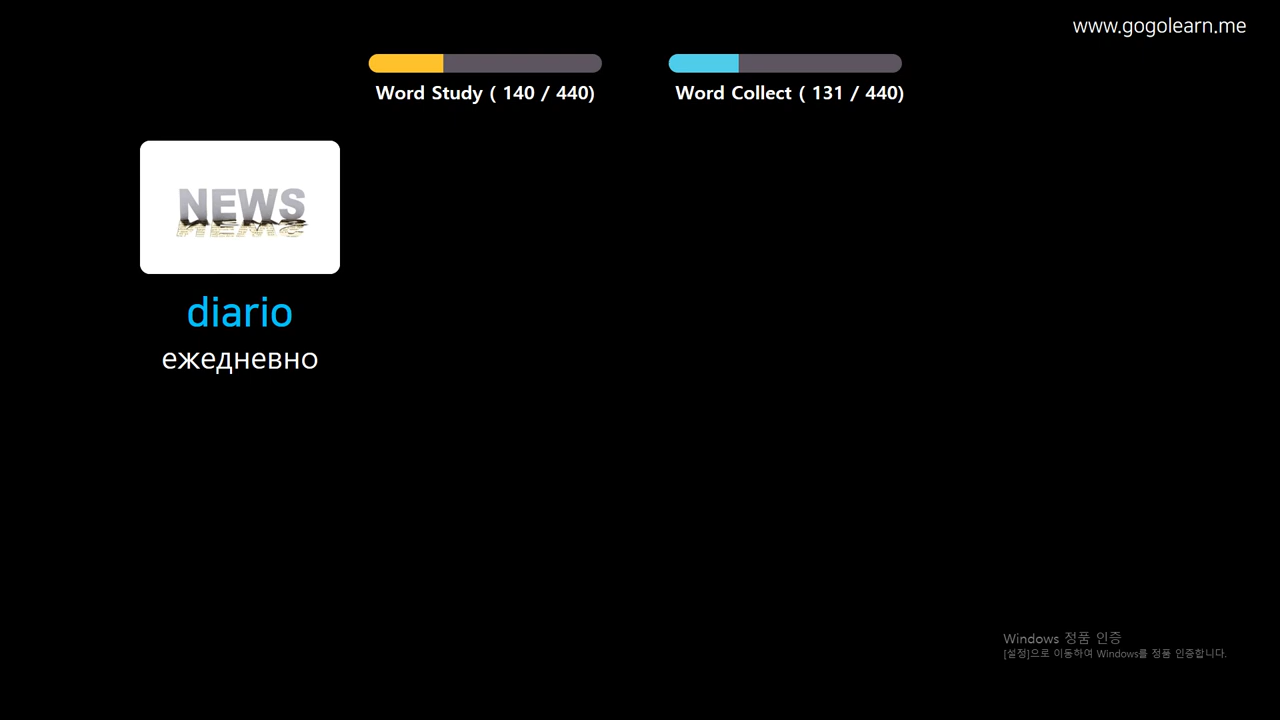 www.gogolearn.me
Word Study ( 140 / 440)
Word Collect ( 131 / 440)
NEWS
diario
ежедневно
Windows 정품 인증
[설정]으로 이동하여 Windows를 정품 인증합니다.